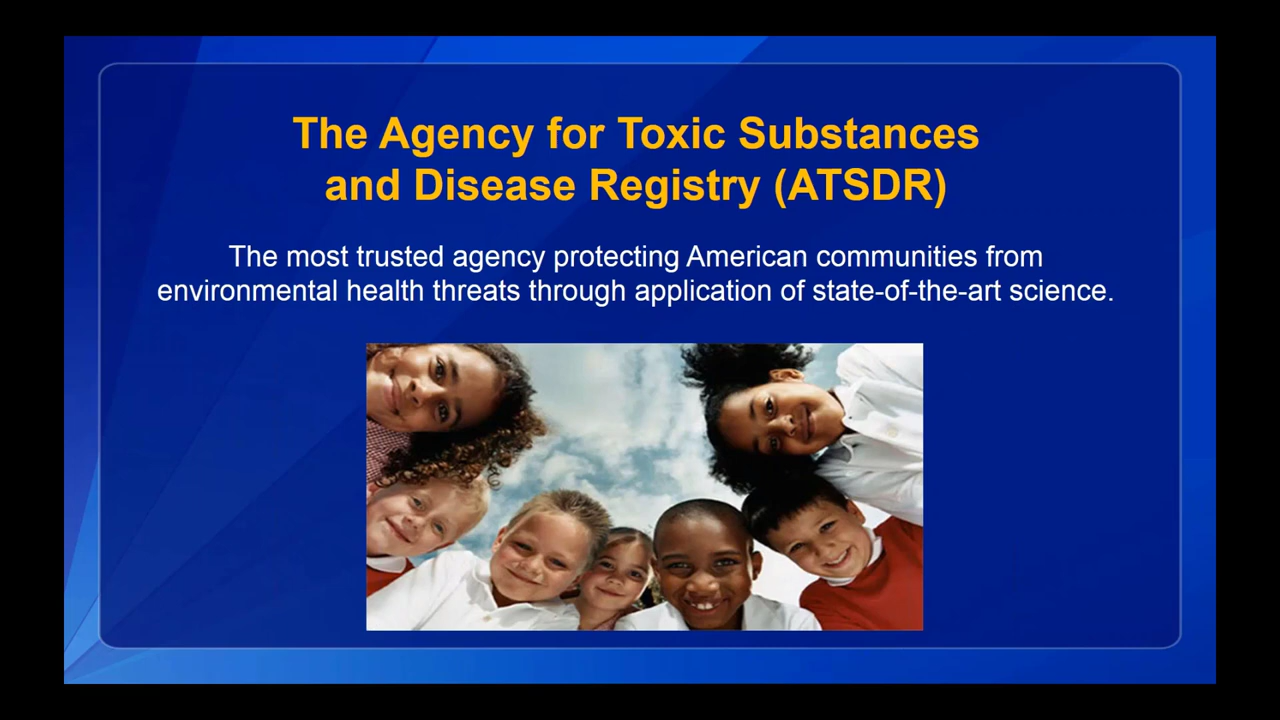 The Agency for Toxic Substances
and Disease Registry (ATSDR)
The most trusted agency protecting American communities from
environmental health threats through application of state-of-the-art science.